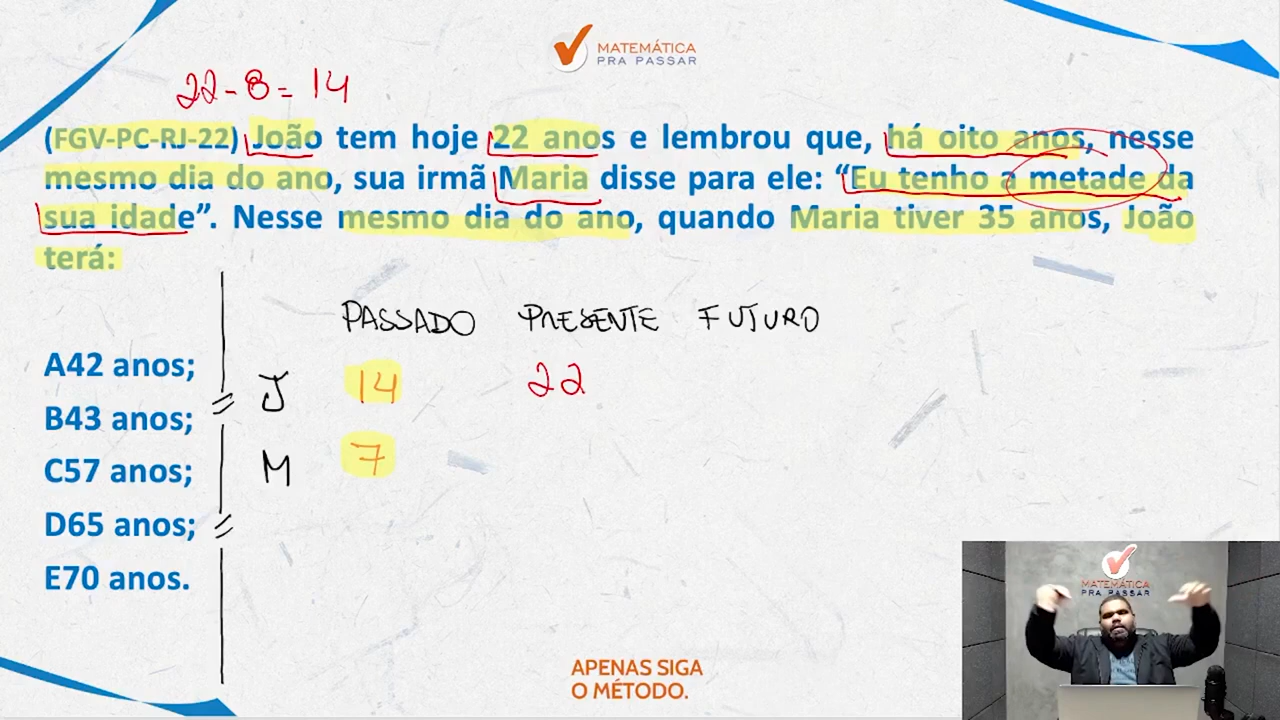 MATEMÁTICA
PRA PASSAR
22 - 8 = 14
(FGV-PC-RJ-22) João tem hoje 22 anos e lembrou que, há oito anos, nesse
mesmo dia do ano, sua irmã Maria disse para ele: “Eu tenho a metade da
sua idade”. Nesse mesmo dia do ano, quando Maria tiver 35 anos, João
terá:
PASSADO PRESENTE FUTURO
A42 anos;
J 14 22
B43 anos;
M 7
C57 anos;
D65 anos;
E70 anos.
MATEMÁTICA
PRA PASSAR
APENAS SIGA
O MÉTODO.